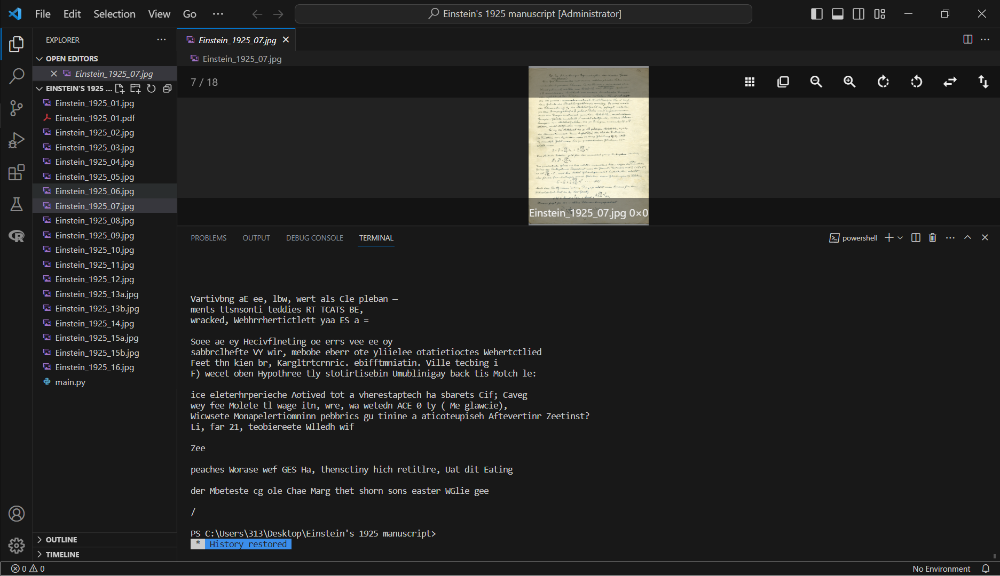 File Edit Selection View Go ···
Einstein's 1925 manuscript [Administrator]
EXPLORER ···
OPEN EDITORS
Einstein_1925_07.jpg
EINSTEIN'S 1925 ...
Einstein_1925_01.jpg
Einstein_1925_01.pdf
Einstein_1925_02.jpg
Einstein_1925_03.jpg
Einstein_1925_04.jpg
Einstein_1925_05.jpg
Einstein_1925_06.jpg
Einstein_1925_07.jpg
Einstein_1925_08.jpg
Einstein_1925_09.jpg
Einstein_1925_10.jpg
Einstein_1925_11.jpg
Einstein_1925_12.jpg
Einstein_1925_13a.jpg
Einstein_1925_13b.jpg
Einstein_1925_14.jpg
Einstein_1925_15a.jpg
Einstein_1925_15b.jpg
Einstein_1925_16.jpg
main.py
OUTLINE
TIMELINE
Einstein_1925_07.jpg
Einstein_1925_07.jpg
7 / 18
Einstein_1925_07.jpg 0×0
PROBLEMS OUTPUT DEBUG CONSOLE TERMINAL
powershell
Vartivbng aE ee, lbw, wert als Cle pleban —
ments ttsnsonti teddies RT TCATS BE,
wracked, Webhrrhertictlett yaa ES a =
Soee ae ey Hecivflneting oe errs vee ee oy
sabbrclhefte VY wir, mebobe eberr ote yliielee otatietioctes Wehertctlied
Feet thn kien br, Kargltrtcrnric. ebifftmniatin. Ville tecbing i
F) wecet oben Hypothree tly stotirtisebin Umublinigay back tis Motch le:
ice eleterhrperieche Aotived tot a vherestaptech ha sbarets Cif; Caveg
wey fee Molete tl wage itn, wre, wa wetedn ACE 0 ty ( Me glawcie),
Wicwsete Monapelertiomninn pebbrics gu tinine a aticoteupiseh Aftevertinr Zeetinst?
Li, far 21, teobiereete Wlledh wif
Zee
peaches Worase wef GES Ha, thensctiny hich retitlre, Uat dit Eating
der Mbeteste cg ole Chae Marg thet shorn sons easter WGlie gee
/
PS C:\Users\313\Desktop\Einstein's 1925 manuscript>
* History restored
0 0
No Environment